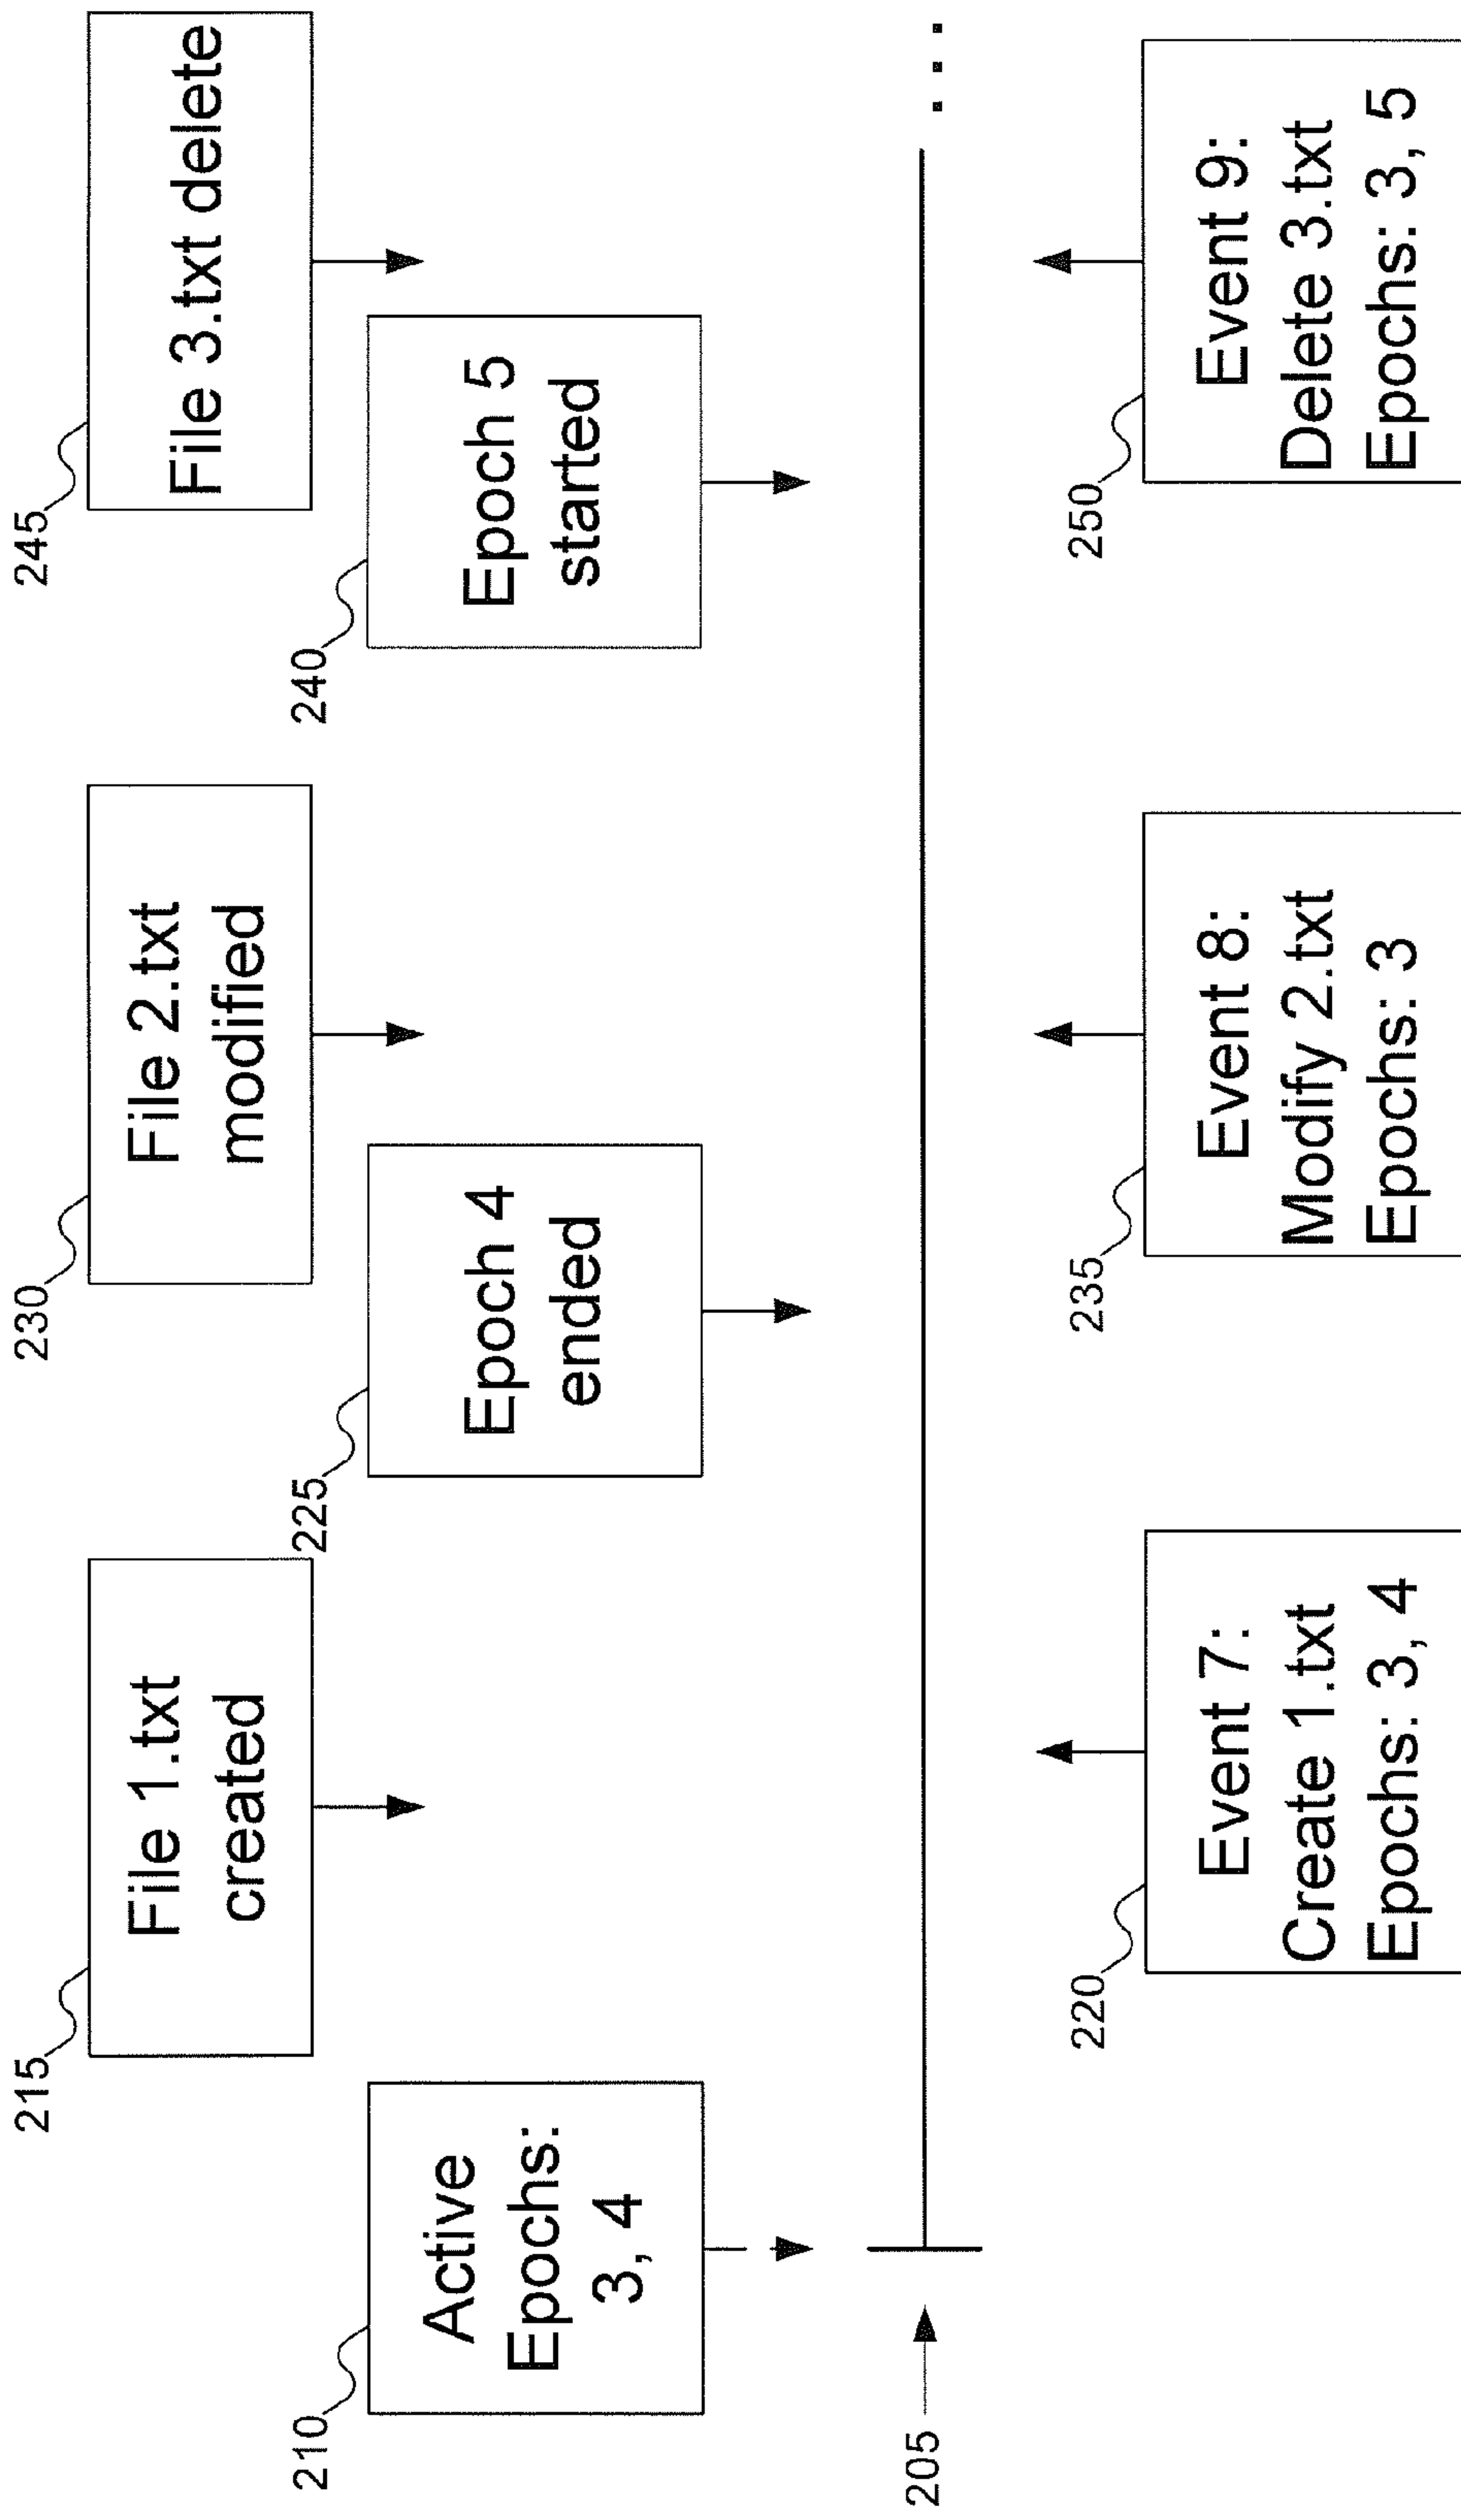 245
File 3.txt delete
230
File 2.txt
modified
215
File 1.txt
created
240
Epoch 5
started
225
Epoch 4
ended
210
Active
Epochs:
3, 4
205
...
250
Event 9:
Delete 3.txt
Epochs: 3, 5
235
Event 8:
Modify 2.txt
Epochs: 3
220
Event 7:
Create 1.txt
Epochs: 3, 4